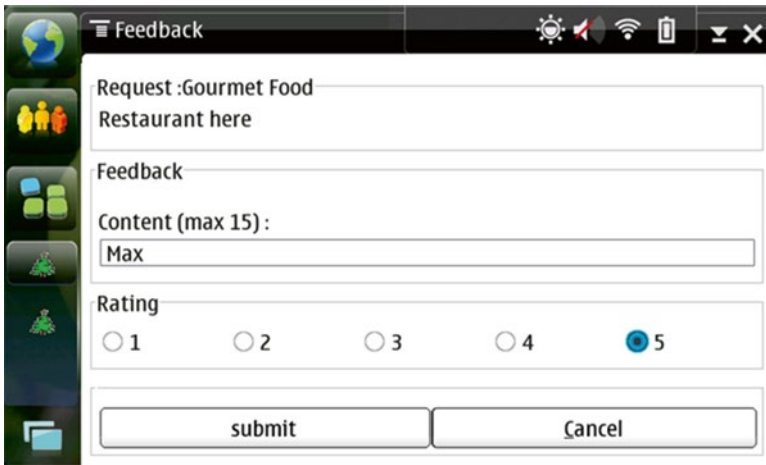 Feedback
Request :Gourmet Food
Restaurant here
Feedback
Content (max 15) :
Max
Rating
1 2 3 4 5
submit Cancel